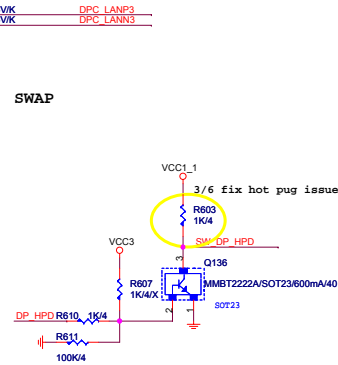 V/K DPC_LANP3
V/K DPC_LANN3
SWAP
VCC1_1
3/6 fix hot pug issue
R603
1K/4
SW_DP_HPD
VCC3
3
Q136
R607
1K/4/X
MMBT2222A/SOT23/600mA/40
SOT23
2
1
DP_HPD R610 1K/4
R611
100K/4